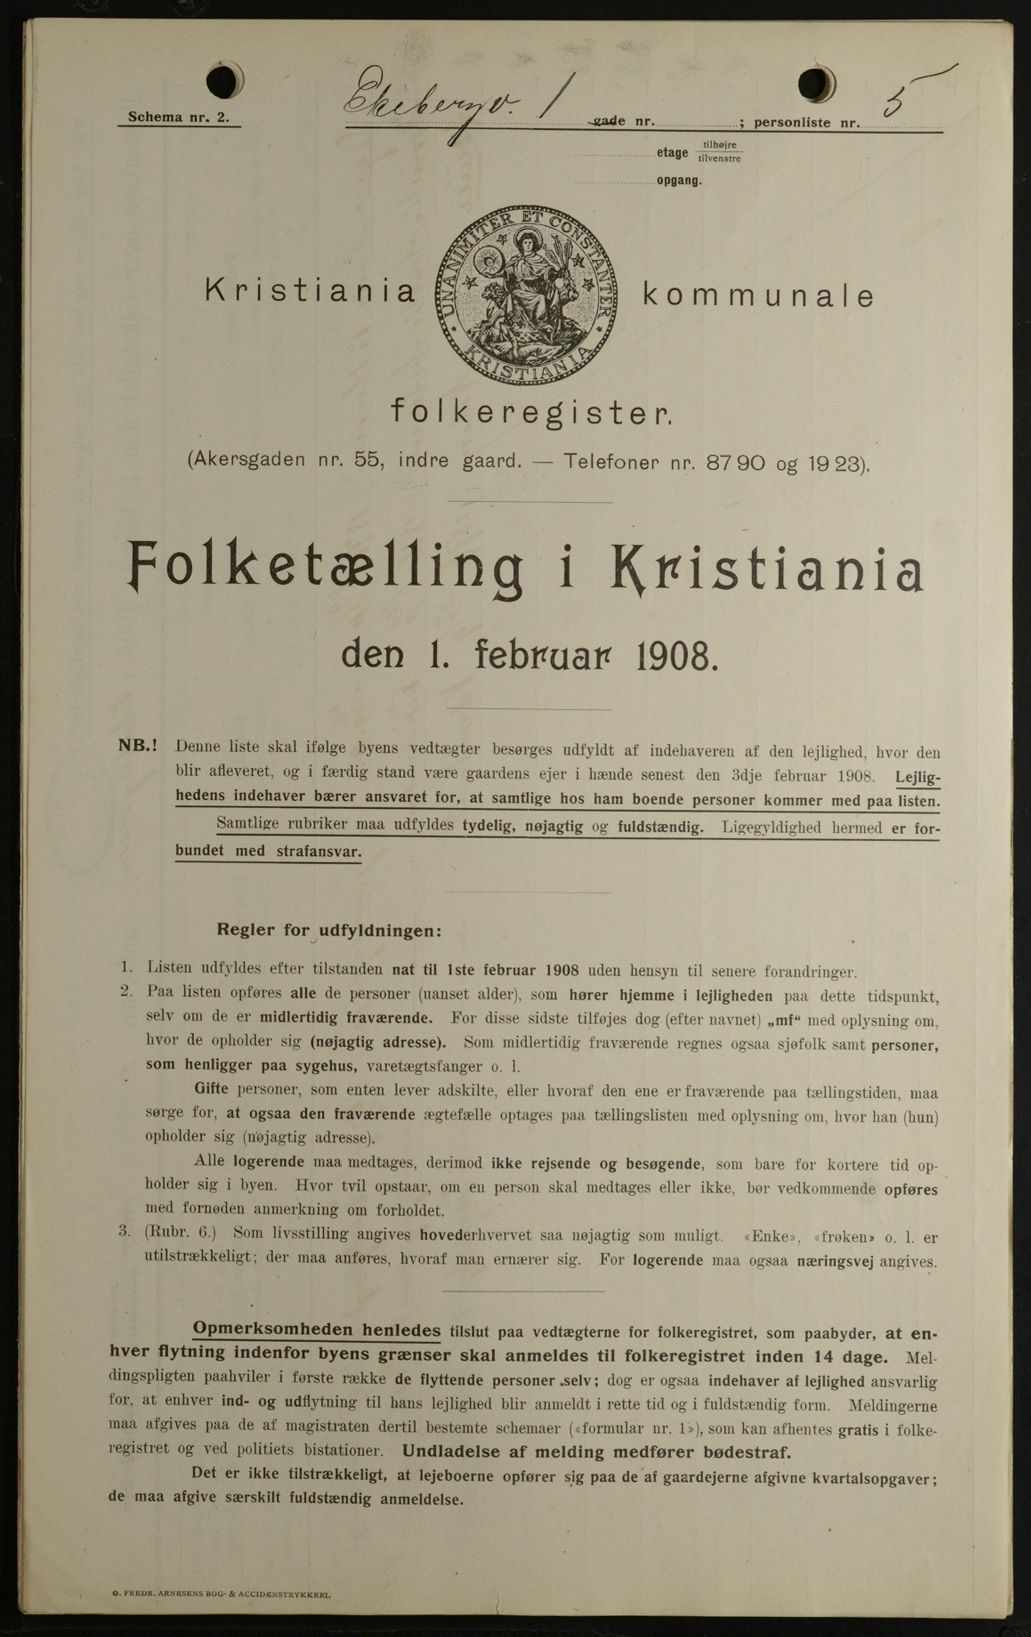 Schema nr. 2.
Ekebergv. 1 gade nr. ; personliste nr. 5
etage tilhøjre tilvenstre
opgang.
UNANIMITER ET CONSTANTER · KRISTIANIA ·
Kristiania kommunale
folkeregister.
(Akersgaden nr. 55, indre gaard. — Telefoner nr. 87 90 og 19 23).
Folketælling i Kristiania
den 1. februar 1908.
NB.! Denne liste skal ifølge byens vedtægter besørges udfyldt af indehaveren af den lejlighed, hvor den
blir afleveret, og i færdig stand være gaardens ejer i hænde senest den 3dje februar 1908. Lejlig-
hedens indehaver bærer ansvaret for, at samtlige hos ham boende personer kommer med paa listen.
Samtlige rubriker maa udfyldes tydelig, nøjagtig og fuldstændig. Ligegyldighed hermed er for-
bundet med strafansvar.
Regler for udfyldningen:
1. Listen udfyldes efter tilstanden nat til 1ste februar 1908 uden hensyn til senere forandringer.
2. Paa listen opføres alle de personer (uanset alder), som hører hjemme i lejligheden paa dette tidspunkt,
selv om de er midlertidig fraværende. For disse sidste tilføjes dog (efter navnet) „mf“ med oplysning om,
hvor de opholder sig (nøjagtig adresse). Som midlertidig fraværende regnes ogsaa sjøfolk samt personer,
som henligger paa sygehus, varetægtsfanger o. l.
Gifte personer, som enten lever adskilte, eller hvoraf den ene er fraværende paa tællingstiden, maa
sørge for, at ogsaa den fraværende ægtefælle optages paa tællingslisten med oplysning om, hvor han (hun)
opholder sig (nøjagtig adresse).
Alle logerende maa medtages, derimod ikke rejsende og besøgende, som bare for kortere tid op-
holder sig i byen. Hvor tvil opstaar, om en person skal medtages eller ikke, bør vedkommende opføres
med fornøden anmerkning om forholdet.
3. (Rubr. 6.) Som livsstilling angives hovederhvervet saa nøjagtig som muligt. «Enke», «frøken» o. l. er
utilstrækkeligt; der maa anføres, hvoraf man ernærer sig. For logerende maa ogsaa næringsvej angives.
Opmerksomheden henledes tilslut paa vedtægterne for folkeregistret, som paabyder, at en-
hver flytning indenfor byens grænser skal anmeldes til folkeregistret inden 14 dage. Mel-
dingspligten paahviler i første række de flyttende personer selv; dog er ogsaa indehaver af lejlighed ansvarlig
for, at enhver ind- og udflytning til hans lejlighed blir anmeldt i rette tid og i fuldstændig form. Meldingerne
maa afgives paa de af magistraten dertil bestemte schemaer («formular nr. 1»), som kan afhentes gratis i folke-
registret og ved politiets bistationer. Undladelse af melding medfører bødestraf.
Det er ikke tilstrækkeligt, at lejeboerne opfører sig paa de af gaardejerne afgivne kvartalsopgaver;
de maa afgive særskilt fuldstændig anmeldelse.
O. FREDR. ARNESENS BOG- & ACCIDENSTRYKKERI.